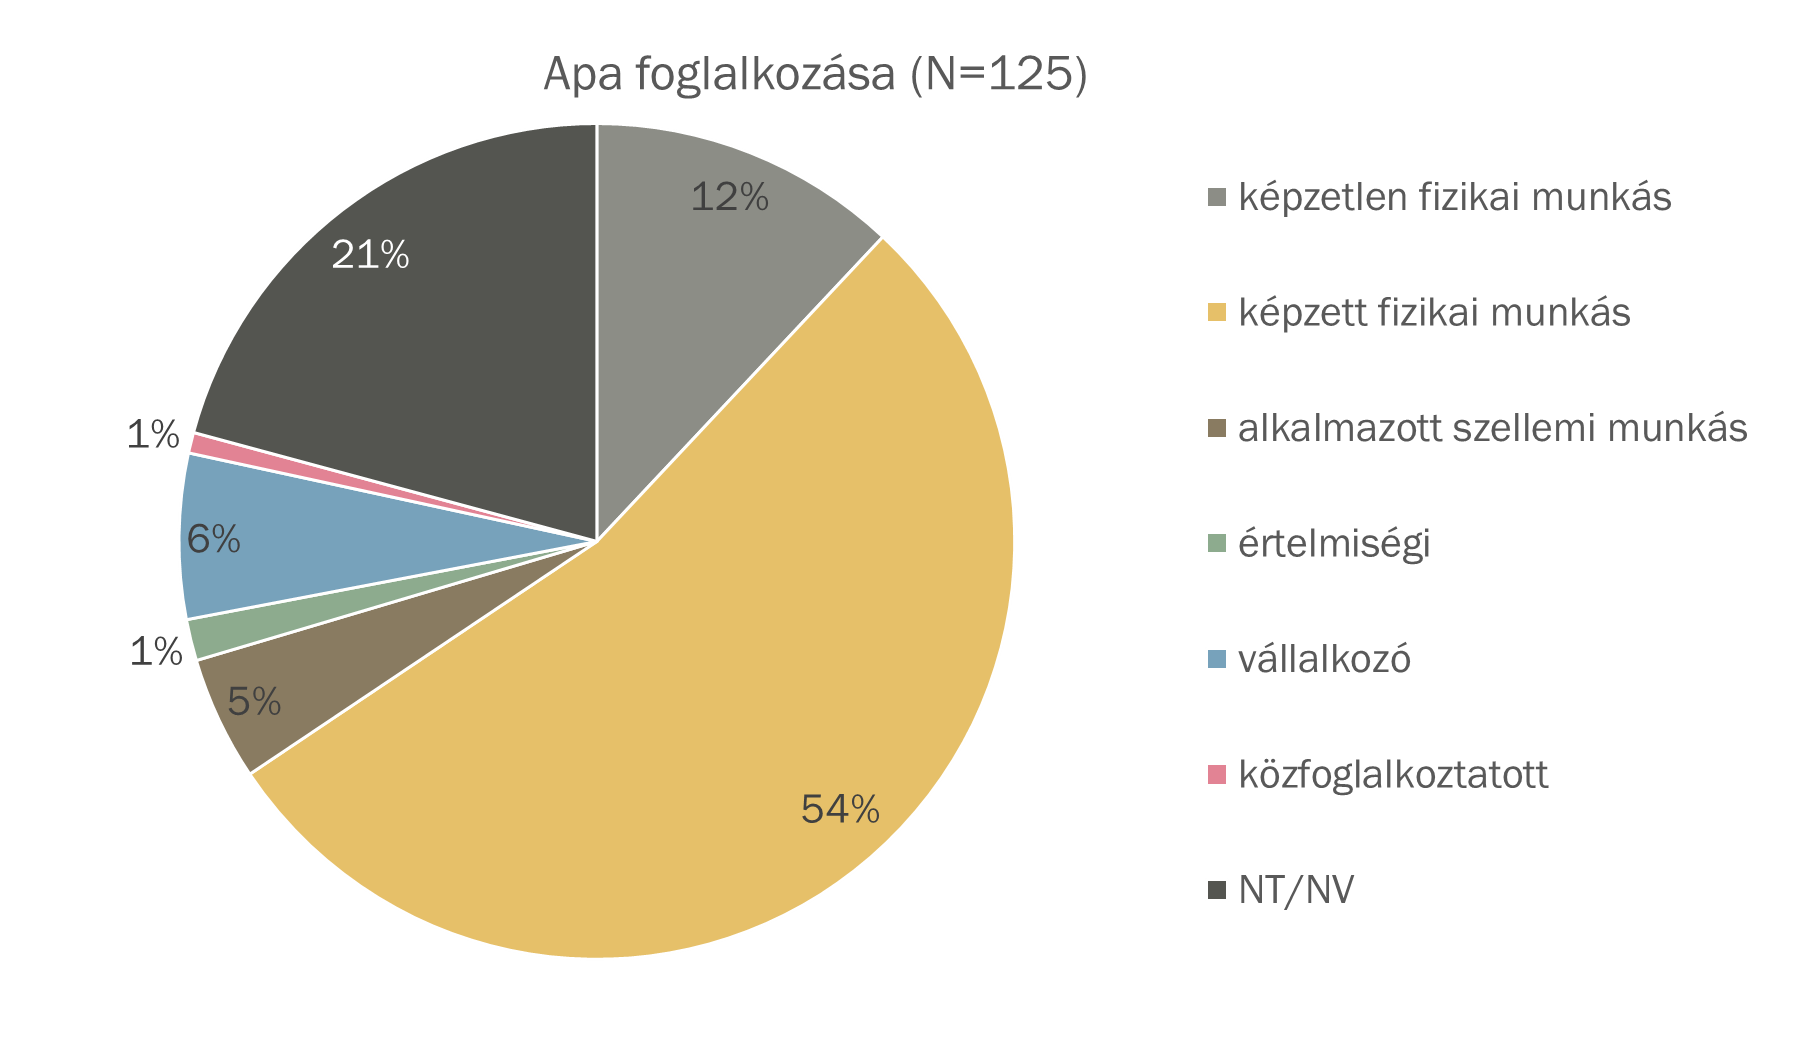 Apa foglalkozása (N=125)
12%
54%
5%
1%
6%
1%
21%
képzetlen fizikai munkás
képzett fizikai munkás
alkalmazott szellemi munkás
értelmiségi
vállalkozó
közfoglalkoztatott
NT/NV